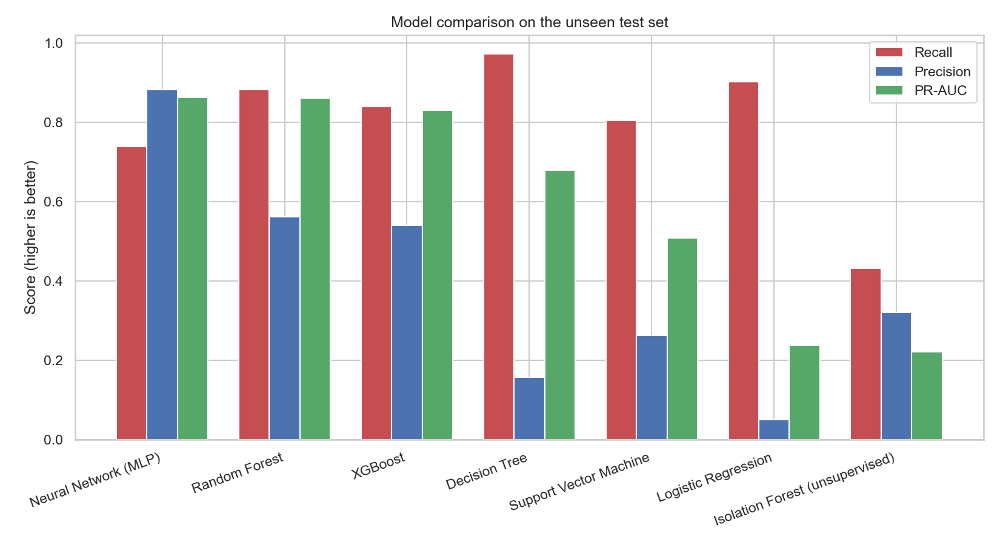 Model comparison on the unseen test set
Recall
Precision
PR-AUC
Score (higher is better)
1.0
0.8
0.6
0.4
0.2
0.0
Neural Network (MLP)
Random Forest
XGBoost
Decision Tree
Support Vector Machine
Logistic Regression
Isolation Forest (unsupervised)